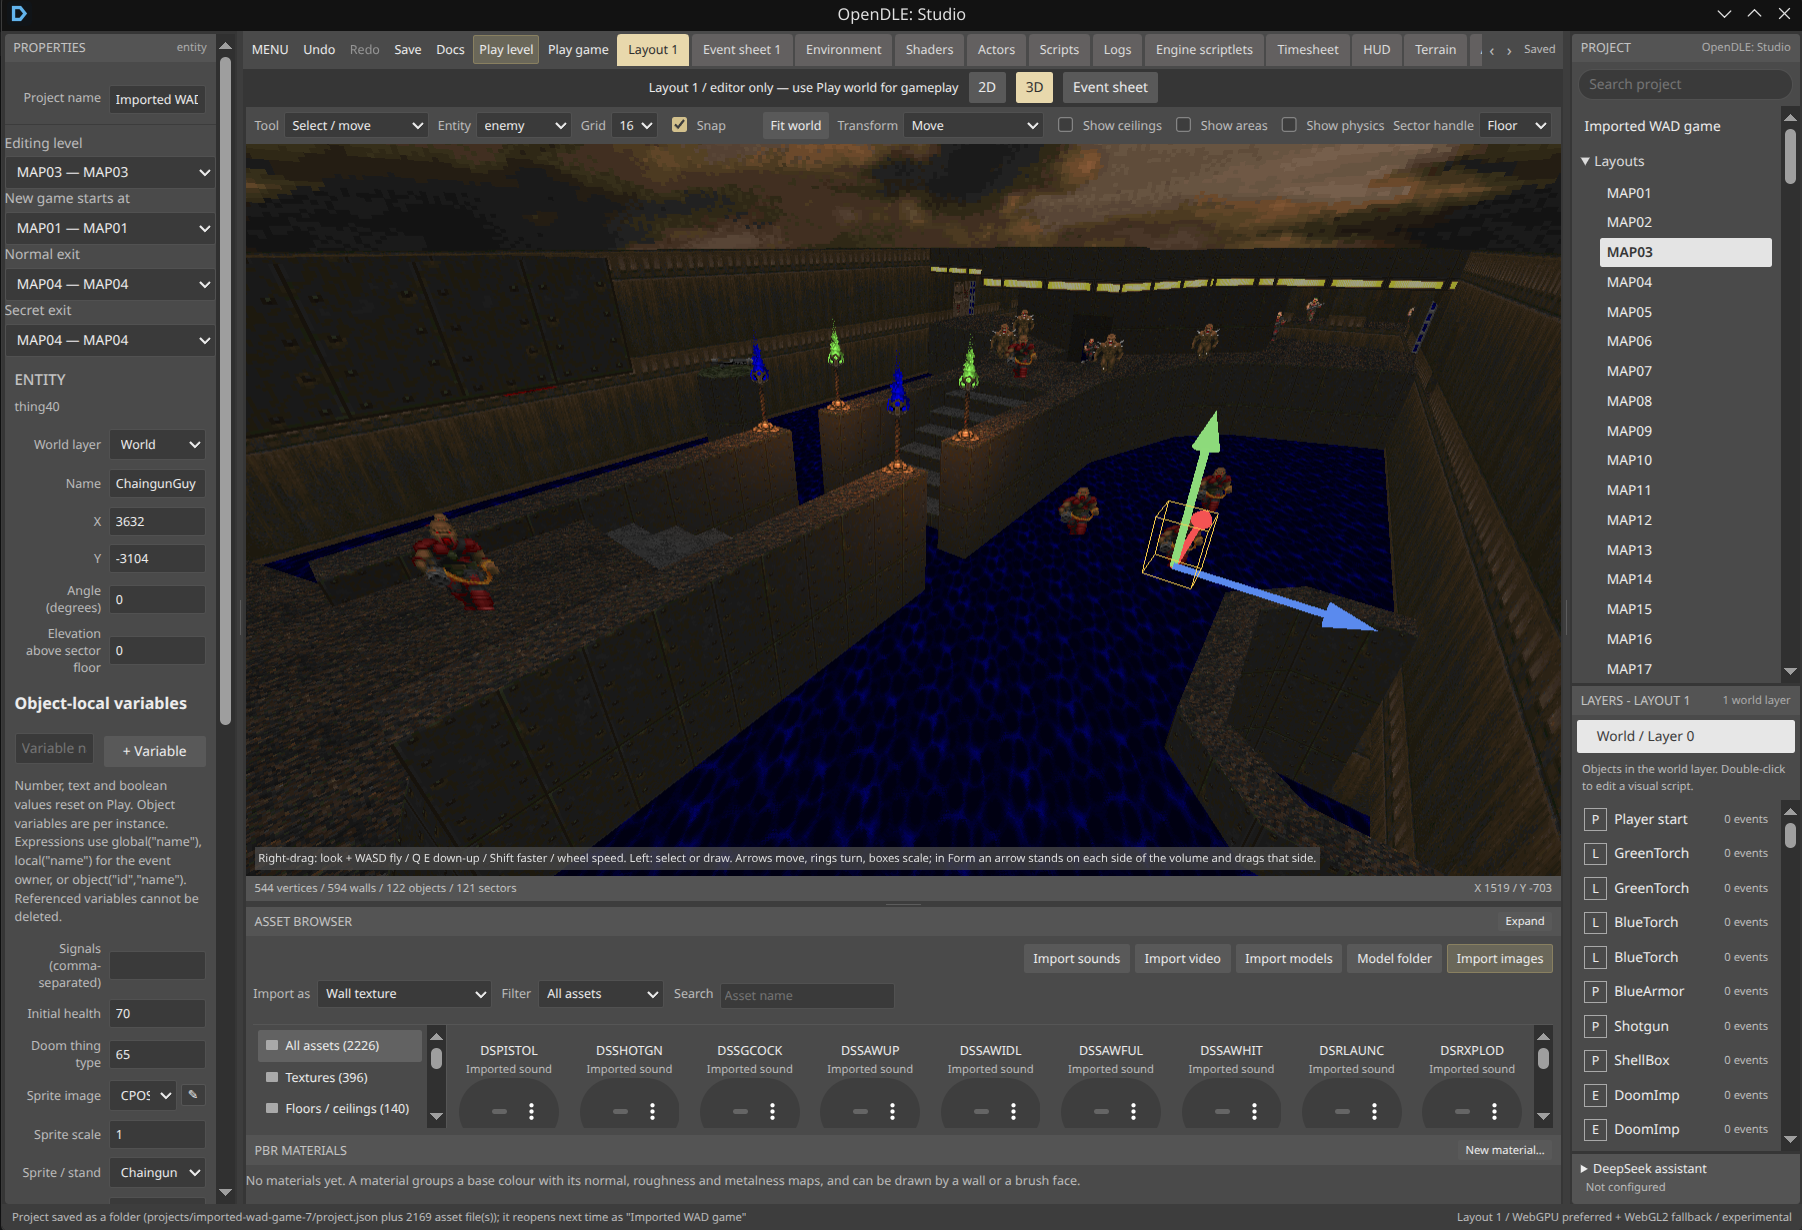 OpenDLE: Studio
PROPERTIES
entity
Project name
Imported WAD
Editing level
MAP03 — MAP03
New game starts at
MAP01 — MAP01
Normal exit
MAP04 — MAP04
Secret exit
MAP04 — MAP04
ENTITY
thing40
World layer
World
Name
ChaingunGuy
X
3632
Y
-3104
Angle
(degrees)
0
Elevation
above sector
floor
0
Object-local variables
Variable n
+ Variable
Number, text and boolean
values reset on Play. Object
variables are per instance.
Expressions use global("name"),
local("name") for the event
owner, or object("id","name").
Referenced variables cannot be
deleted.
Signals
(comma-
separated)
Initial health
70
Doom thing
type
65
Sprite image
CPOS
Sprite scale
1
Sprite / stand
Chaingun
MENU Undo Redo Save Docs Play level Play game Layout 1 Event sheet 1 Environment Shaders Actors Scripts Logs Engine scriptlets Timesheet HUD Terrain
Saved
Layout 1 / editor only — use Play world for gameplay 2D 3D Event sheet
Tool Select / move Entity enemy Grid 16 Snap Fit world Transform Move Show ceilings Show areas Show physics Sector handle Floor
Right-drag: look + WASD fly / Q E down-up / Shift faster / wheel speed. Left: select or draw. Arrows move, rings turn, boxes scale; in Form an arrow stands on each side of the volume and drags that side.
544 vertices / 594 walls / 122 objects / 121 sectors
X 1519 / Y -703
ASSET BROWSER
Expand
Import sounds Import video Import models Model folder Import images
Import as Wall texture Filter All assets Search Asset name
All assets (2226)
Textures (396)
Floors / ceilings (140)
DSPISTOL
Imported sound
DSSHOTGN
Imported sound
DSSGCOCK
Imported sound
DSSAWUP
Imported sound
DSSAWIDL
Imported sound
DSSAWFUL
Imported sound
DSSAWHIT
Imported sound
DSRLAUNC
Imported sound
DSRXPLOD
Imported sound
PBR MATERIALS
New material...
No materials yet. A material groups a base colour with its normal, roughness and metalness maps, and can be drawn by a wall or a brush face.
PROJECT
OpenDLE: Studio
Search project
Imported WAD game
Layouts
MAP01
MAP02
MAP03
MAP04
MAP05
MAP06
MAP07
MAP08
MAP09
MAP10
MAP11
MAP12
MAP13
MAP14
MAP15
MAP16
MAP17
LAYERS - LAYOUT 1
1 world layer
World / Layer 0
Objects in the world layer. Double-click
to edit a visual script.
P Player start 0 events
L GreenTorch 0 events
L GreenTorch 0 events
L BlueTorch 0 events
L BlueTorch 0 events
P BlueArmor 0 events
P Shotgun 0 events
P ShellBox 0 events
E DoomImp 0 events
E DoomImp 0 events
DeepSeek assistant
Not configured
Project saved as a folder (projects/imported-wad-game-7/project.json plus 2169 asset file(s)); it reopens next time as "Imported WAD game"
Layout 1 / WebGPU preferred + WebGL2 fallback / experimental